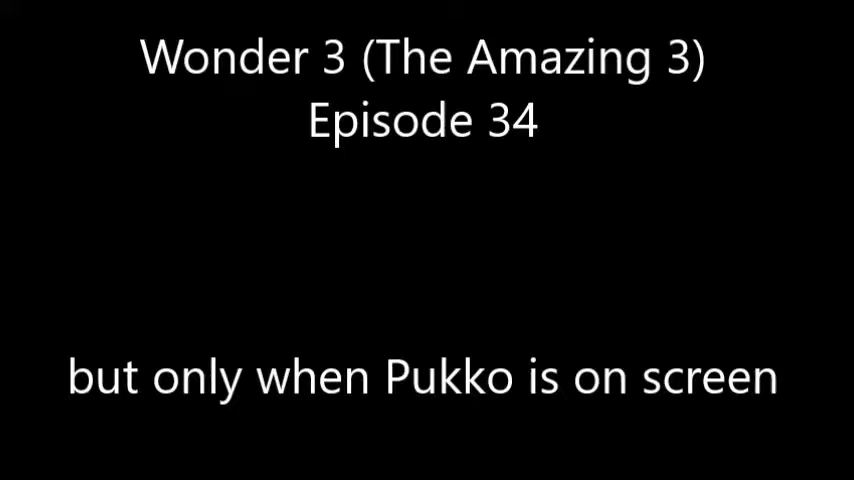 Wonder 3 (The Amazing 3)
Episode 34
but only when Pukko is on screen